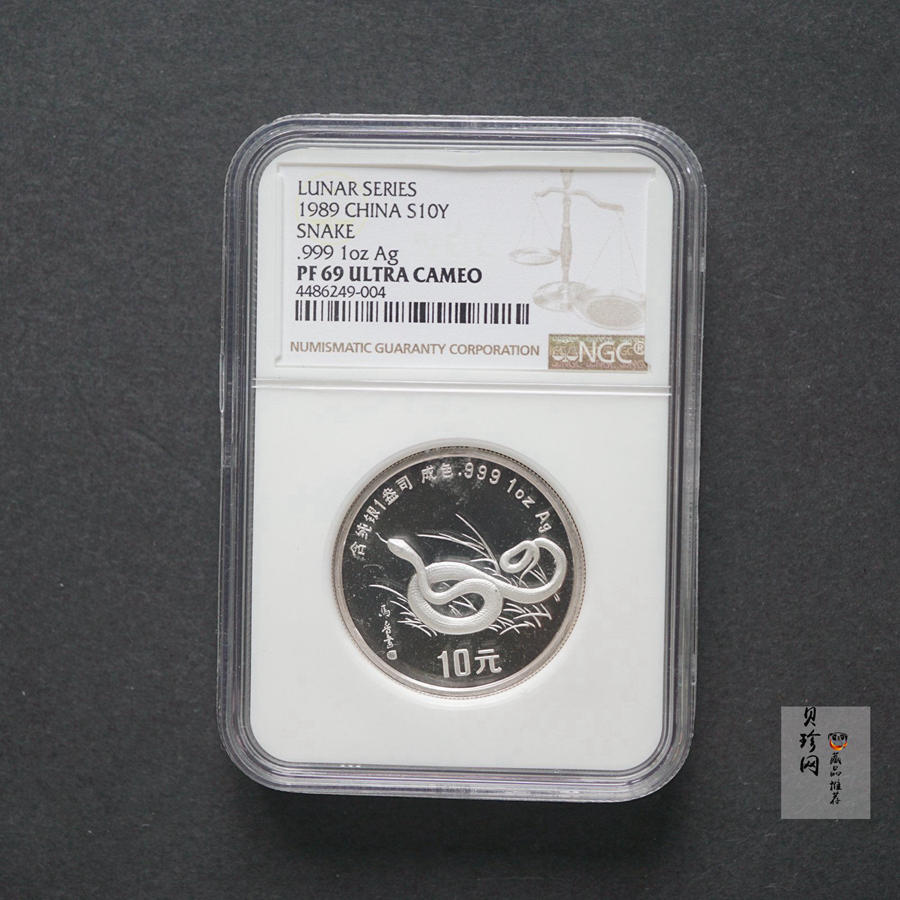 LUNAR SERIES
1989 CHINA S10Y
SNAKE
.999 1oz Ag
PF 69 ULTRA CAMEO
4486249-004
NUMISMATIC GUARANTY CORPORATION
NGC®
含纯银1盎司 成色.999 1oz Ag
10元
贝珍网
藏品推荐